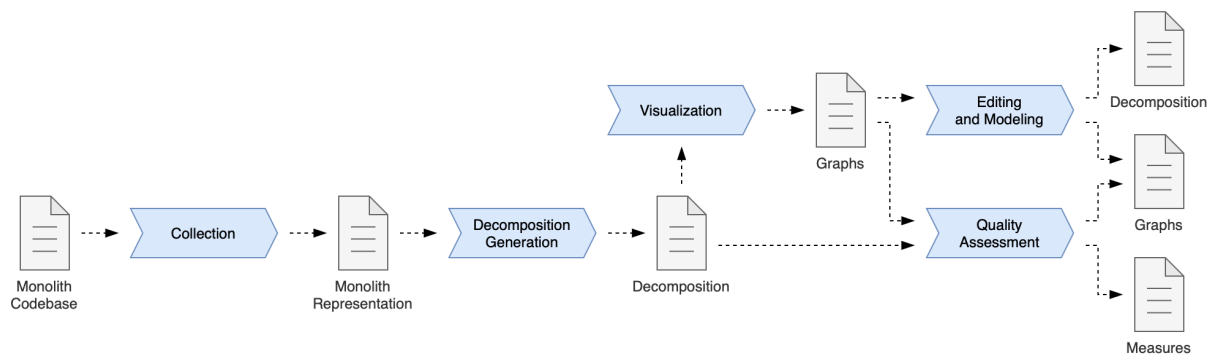 Monolith
Codebase
Collection
Monolith
Representation
Decomposition
Generation
Decomposition
Visualization
Graphs
Editing
and Modeling
Quality
Assessment
Decomposition
Graphs
Measures